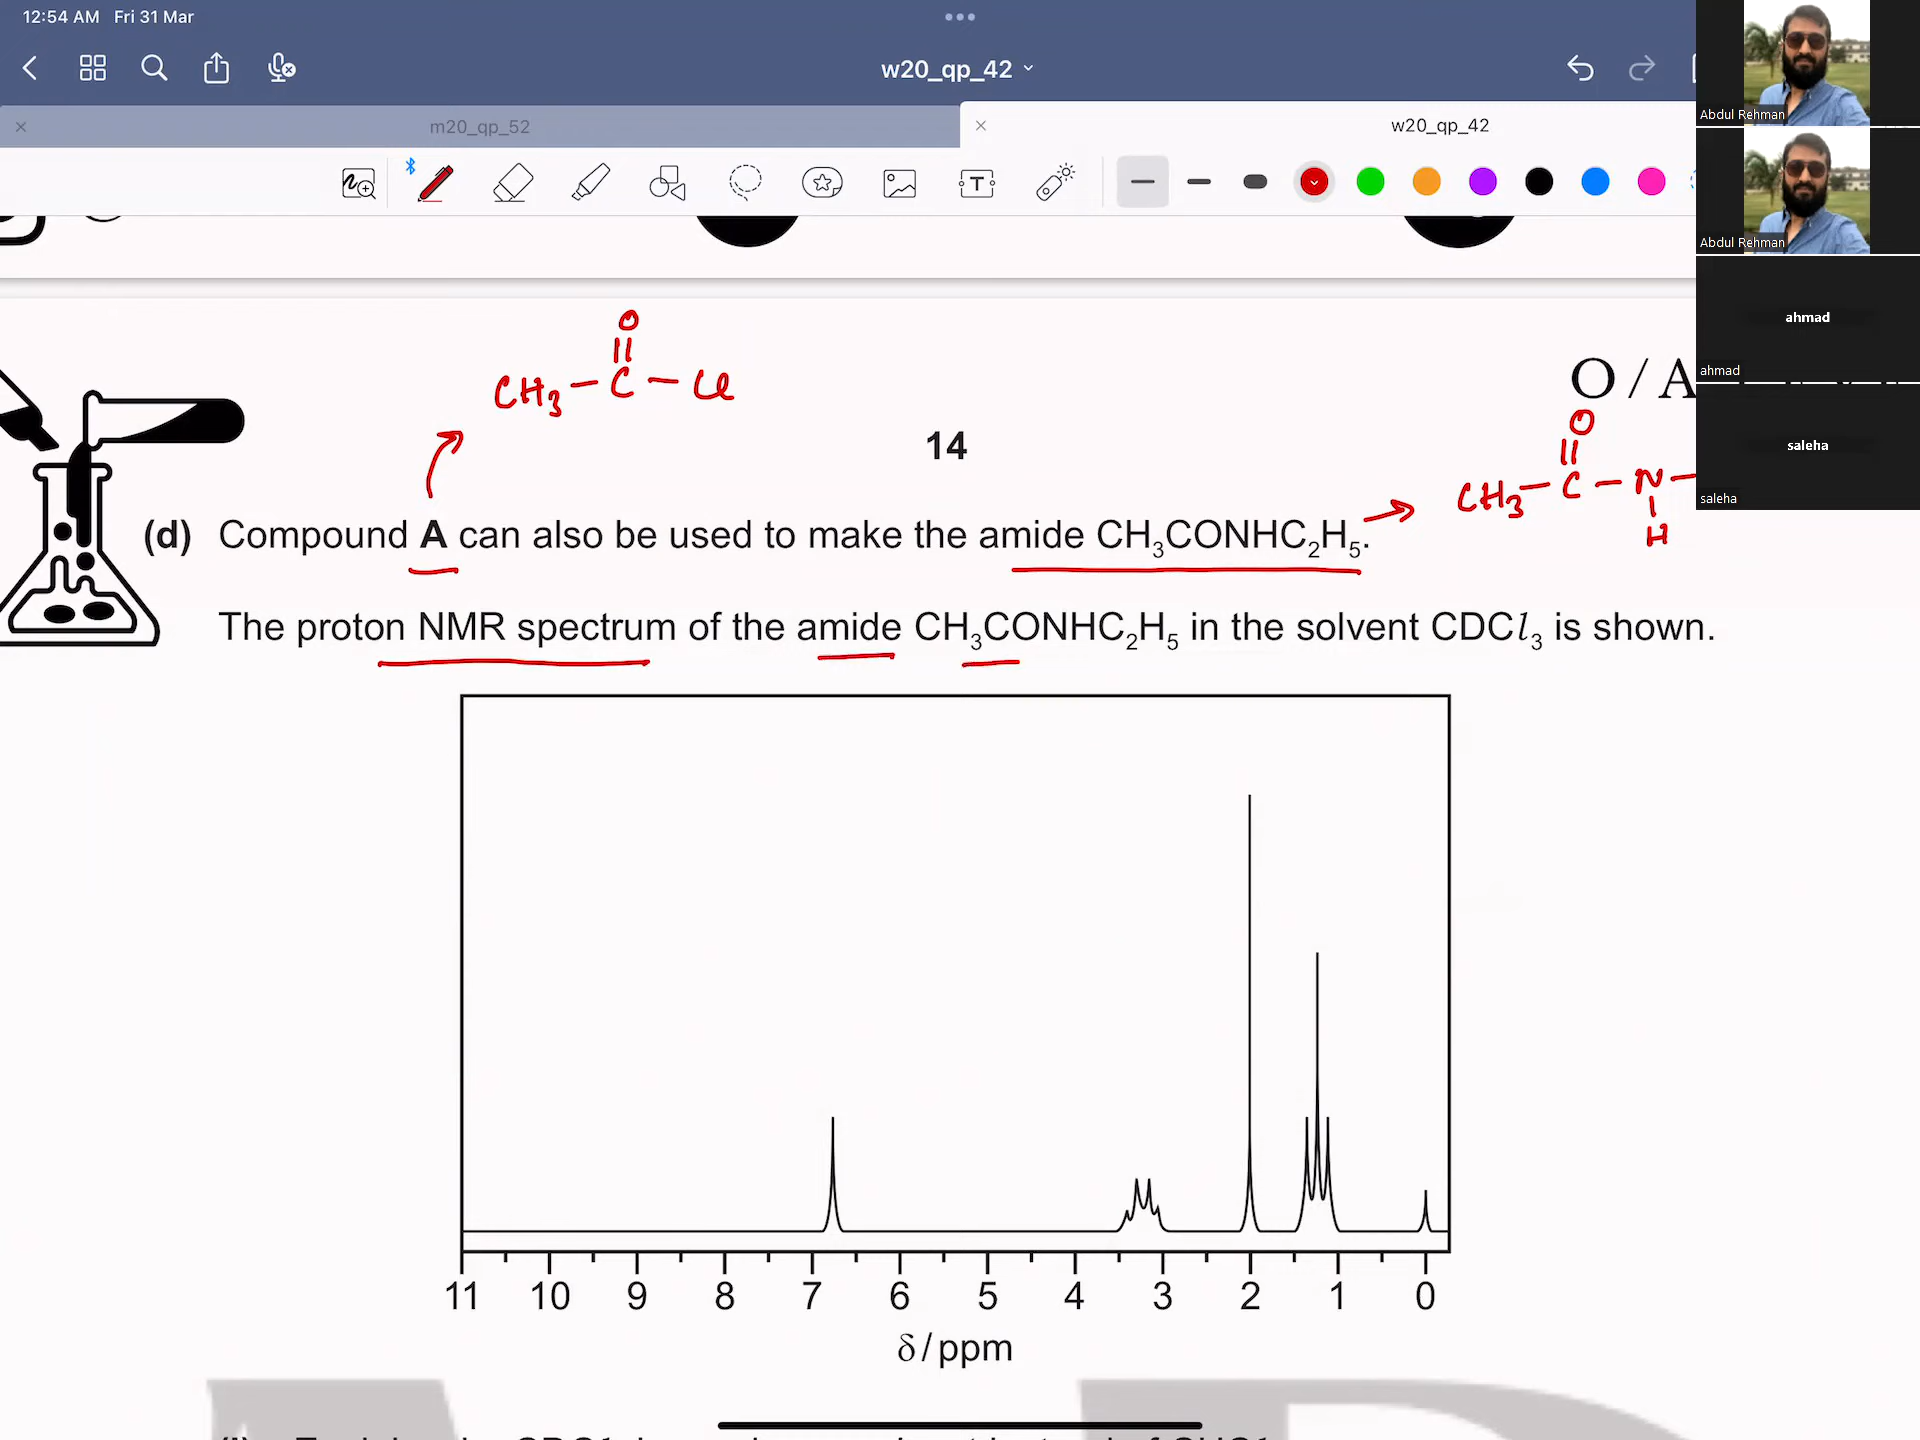 12:54 AM Fri 31 Mar
w20_qp_42
m20_qp_52
w20_qp_42
T
Abdul Rehman
Abdul Rehman
ahmad
ahmad
saleha
saleha
O
CH₃ – C – Cl
O / A
14
O
CH₃ – C – N –
H
(d) Compound A can also be used to make the amide CH₃CONHC₂H₅.
The proton NMR spectrum of the amide CH₃CONHC₂H₅ in the solvent CDCl₃ is shown.
11 10 9 8 7 6 5 4 3 2 1 0
δ / ppm